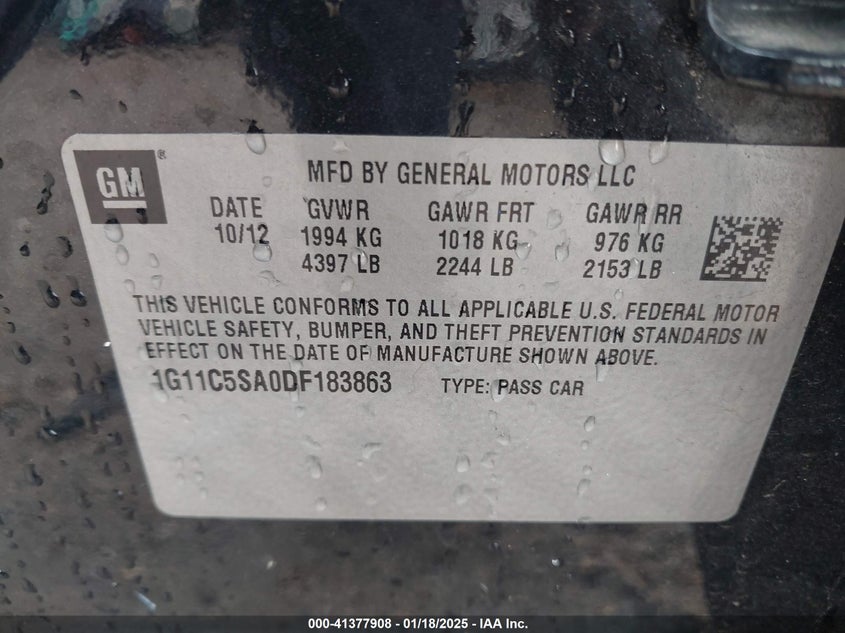 GM®
MFD BY GENERAL MOTORS LLC
DATE GVWR GAWR FRT GAWR RR
10/12 1994 KG 1018 KG 976 KG
4397 LB 2244 LB 2153 LB
THIS VEHICLE CONFORMS TO ALL APPLICABLE U.S. FEDERAL MOTOR
VEHICLE SAFETY, BUMPER, AND THEFT PREVENTION STANDARDS IN
EFFECT ON THE DATE OF MANUFACTURE SHOWN ABOVE.
1G11C5SA0DF183863 TYPE: PASS CAR
000-41377908 - 01/18/2025 - IAA Inc.